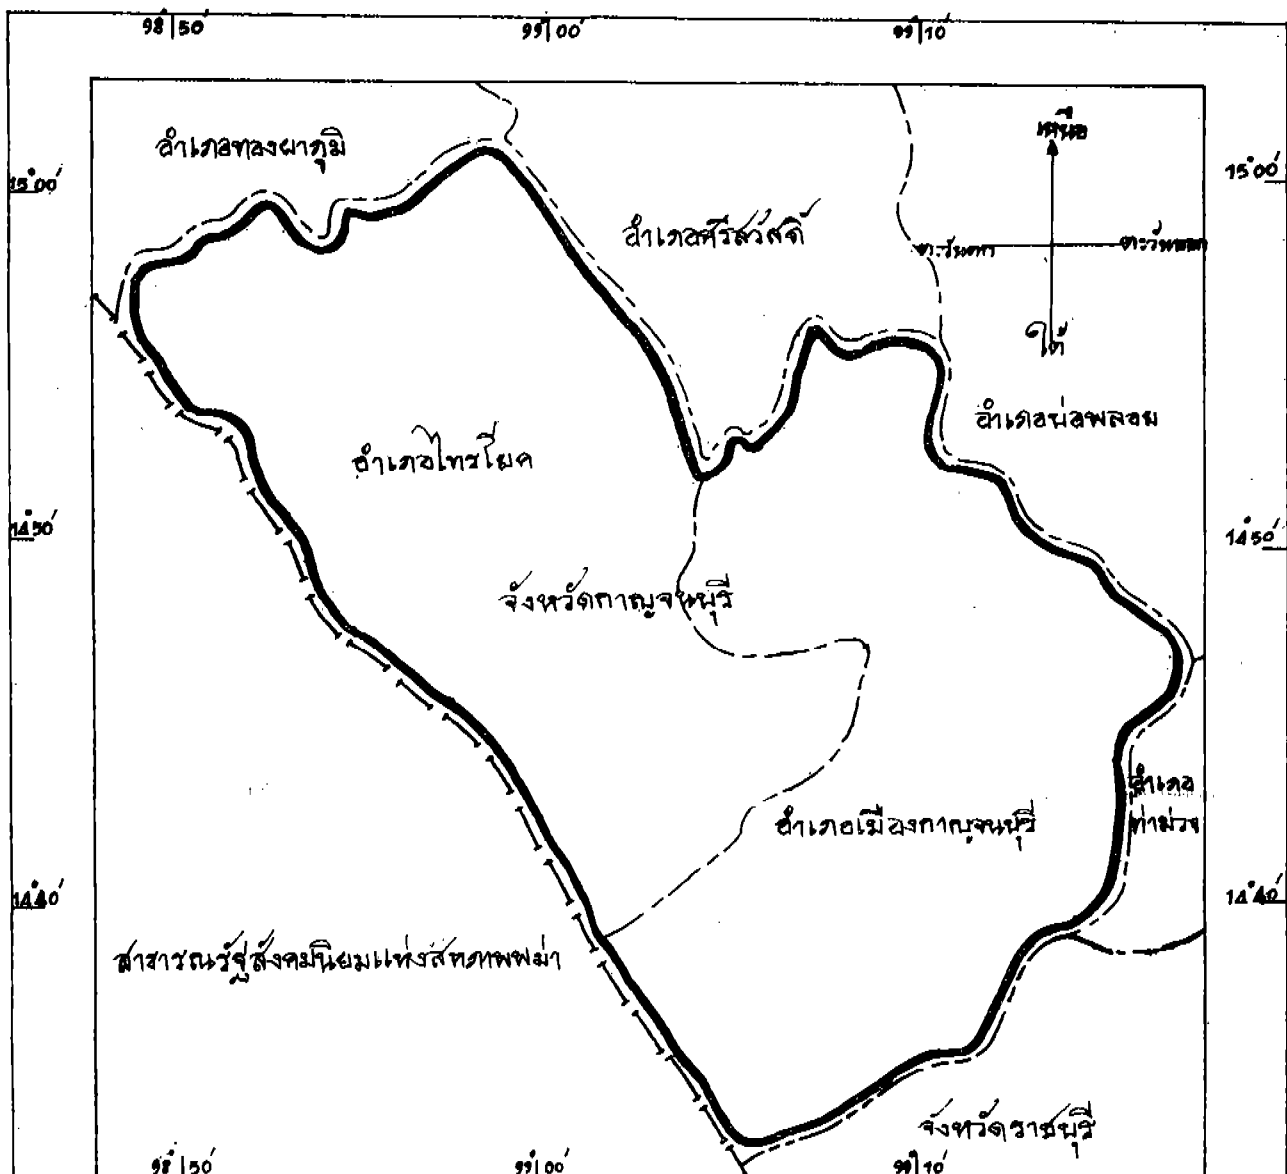 98°50' 99°00' 99°10'
เหนือ
อำเภอทองผาภูมิ
15°00' 15°00'
อำเภอศรีสวัสดิ์
ตะวันตก ตะวันออก
ใต้
อำเภอบ่อพลอย
อำเภอไทรโยค
14°50' 14°50'
จังหวัดกาญจนบุรี
อำเภอ
ท่าม่วง
อำเภอเมืองกาญจนบุรี
14°40' 14°40'
สาธารณรัฐสังคมนิยมแห่งสหภาพพม่า
จังหวัดราชบุรี
98°50' 99°00' 99°10'